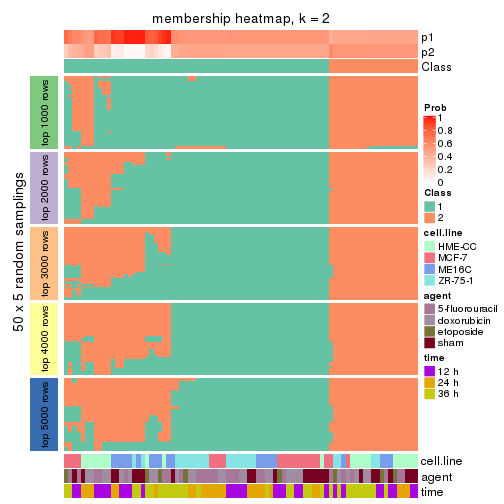 membership heatmap, k = 2
p1
p2
Class
50 x 5 random samplings
top 1000 rows
top 2000 rows
top 3000 rows
top 4000 rows
top 5000 rows
cell.line
agent
time
Prob
1
0.8
0.6
0.4
0.2
0
Class
1
2
cell.line
HME-CC
MCF-7
ME16C
ZR-75-1
agent
5-fluorouracil
doxorubicin
etoposide
sham
time
12 h
24 h
36 h